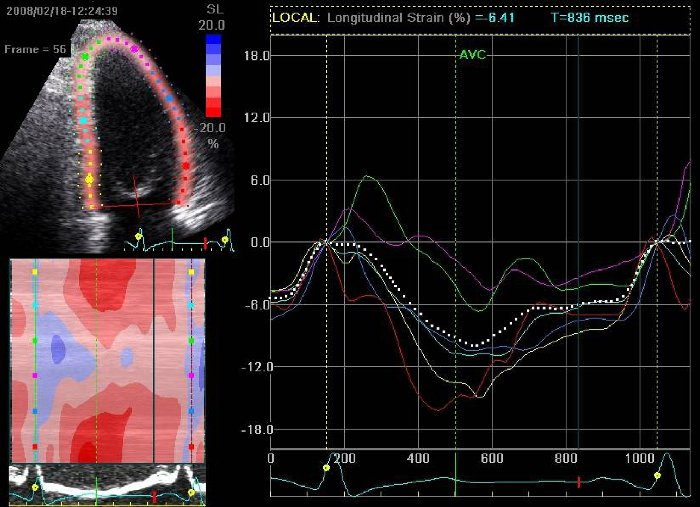 2008/02/18-12:24:39
SL
20.0
Frame = 56
-20.0
%
LOCAL: Longitudinal Strain (%) =-6.41 T=836 msec
AVC
18.0
12.0
6.0
0.0
-6.0
-12.0
-18.0
0 200 400 600 800 1000